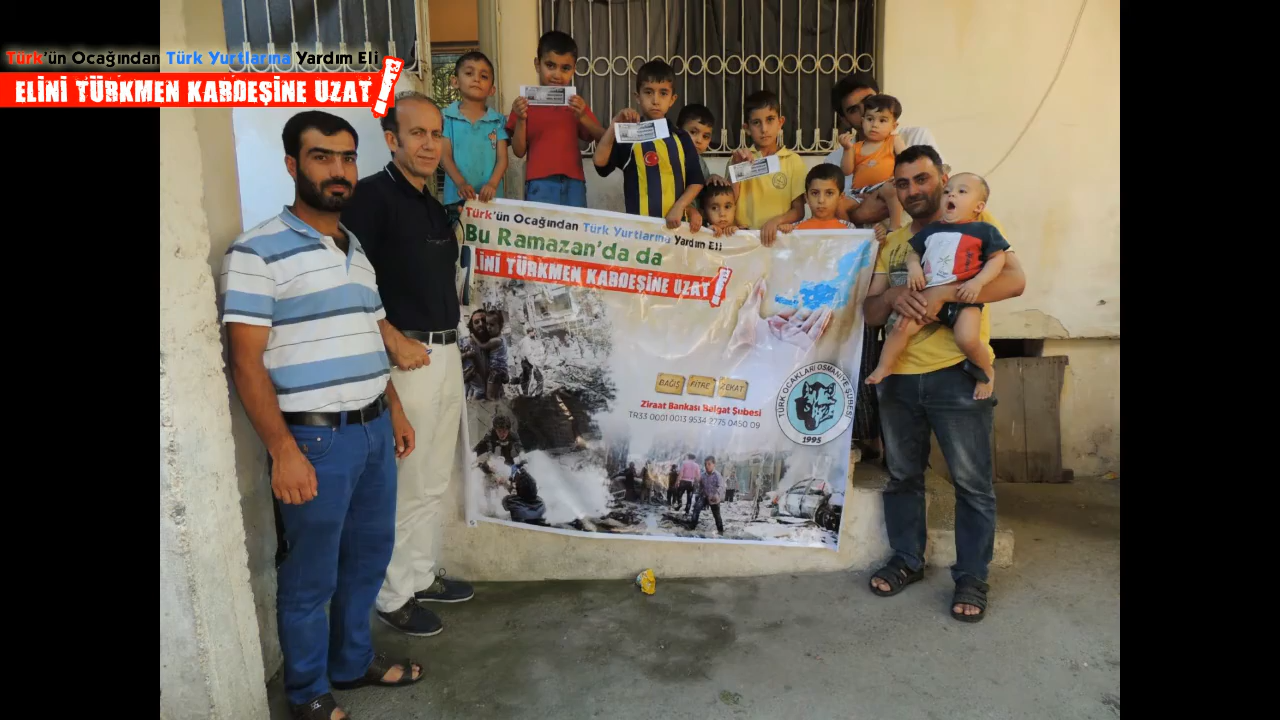 Türk'ün Ocağından Türk Yurtlarına Yardım Eli
ELİNİ TÜRKMEN KARDEŞİNE UZAT!
Türk'ün Ocağından Türk Yurtlarına Yardım Eli
Bu Ramazan'da da
ELİNİ TÜRKMEN KARDEŞİNE UZAT!
BAĞIŞ FİTRE ZEKAT
Ziraat Bankası Balgat Şubesi
TR33 0001 0013 9534 2775 0450 09
TÜRK OCAKLARI OSMANİYE ŞUBESİ
1995